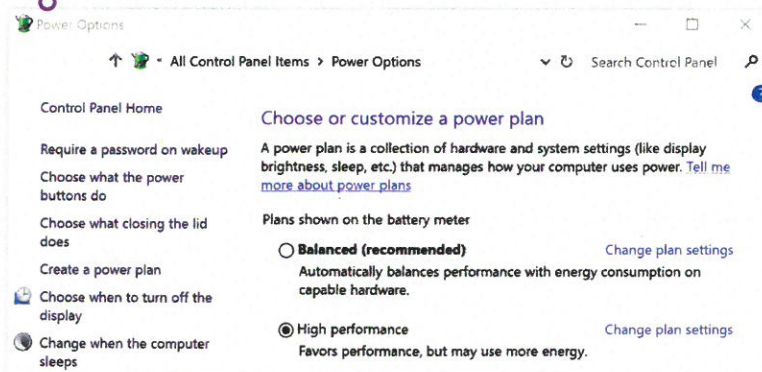 Power Options
All Control Panel Items > Power Options
Search Control Panel
Control Panel Home
Require a password on wakeup
Choose what the power
buttons do
Choose what closing the lid
does
Create a power plan
Choose when to turn off the
display
Change when the computer
sleeps
Choose or customize a power plan
A power plan is a collection of hardware and system settings (like display
brightness, sleep, etc.) that manages how your computer uses power. Tell me
more about power plans
Plans shown on the battery meter
Balanced (recommended)
Change plan settings
Automatically balances performance with energy consumption on
capable hardware.
High performance
Change plan settings
Favors performance, but may use more energy.